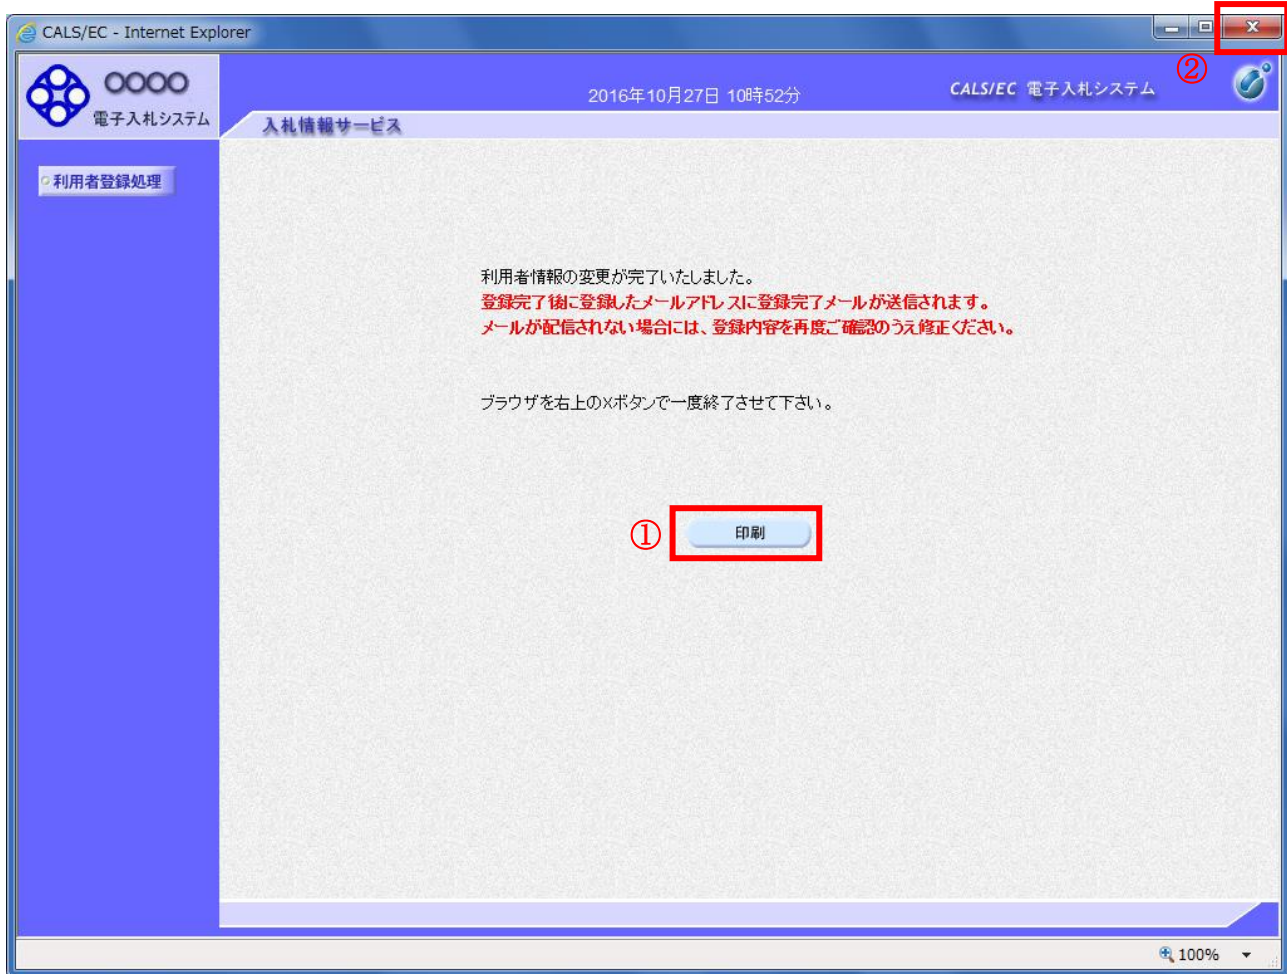 CALS/EC - Internet Explorer
②
○○○○
電子入札システム
2016年10月27日 10時52分
CALS/EC 電子入札システム
入札情報サービス
利用者登録処理
利用者情報の変更が完了いたしました。
登録完了後に登録したメールアドレスに登録完了メールが送信されます。
メールが配信されない場合には、登録内容を再度ご確認のうえ修正ください。
ブラウザを右上の×ボタンで一度終了させて下さい。
① 印刷
100%